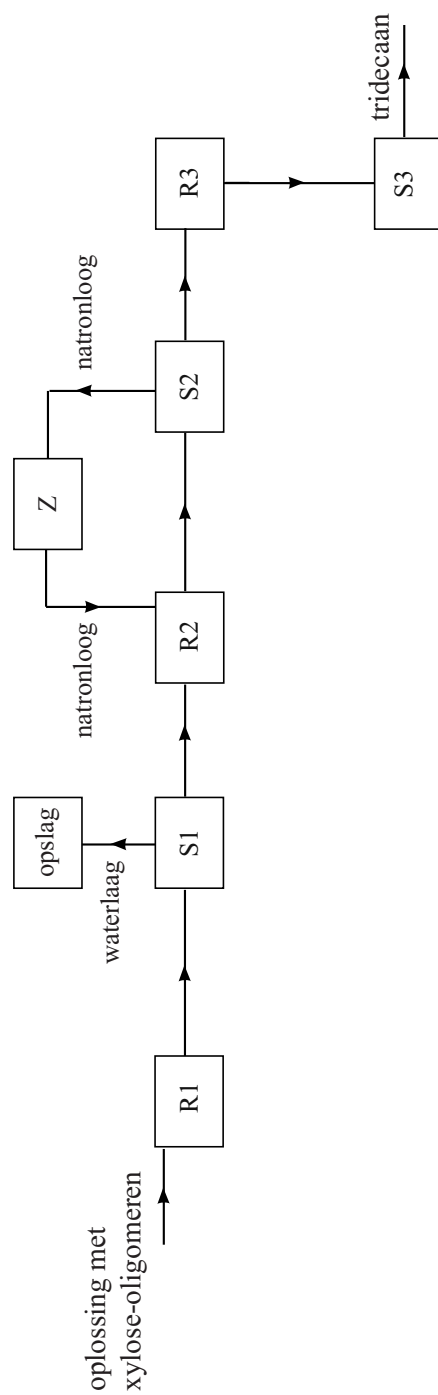 oplossing met
xylose-oligomeren
R1
S1
waterlaag
opslag
R2
natronloog
Z
natronloog
S2
R3
S3
tridecaan